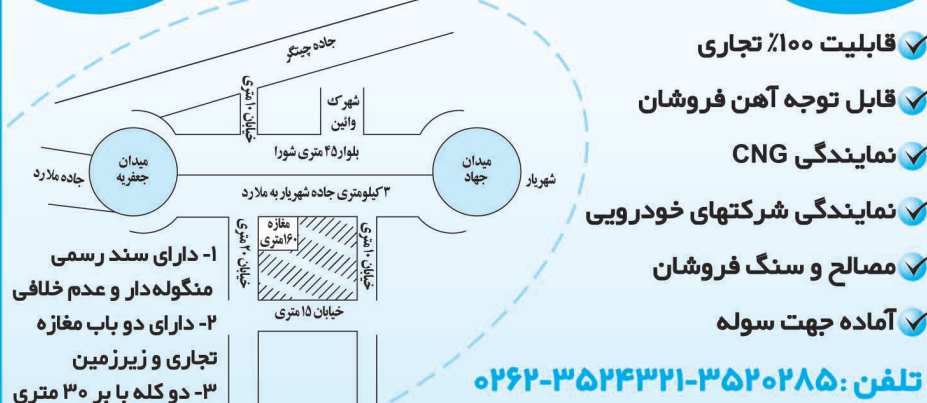 ✓ قابلیت ۱۰۰٪ تجاری
✓ قابل توجه آهن فروشان
✓ نمایندگی CNG
✓ نمایندگی شرکتهای خودرویی
✓ مصالح و سنگ فروشان
✓ آماده جهت سوله
تلفن: ۰۲۶۲-۳۵۲۴۳۲۱-۳۵۲۰۲۸۵
جاده چیتگر
خیابان ۱۰ متری
شهرک
وائین
بلوار ۴۵ متری شورا
میدان
جهاد
شهریار
میدان
جعفریه
جاده ملارد
۳ کیلومتری جاده شهریار به ملارد
خیابان ۲۰ متری
مغازه
۱۶۰متری
خیابان ۱۰ متری
خیابان ۱۵ متری
۱- دارای سند رسمی
منگوله‌دار و عدم خلافی
۲- دارای دو باب مغازه
تجاری و زیرزمین
۳- دو کله با بر ۳۰ متری